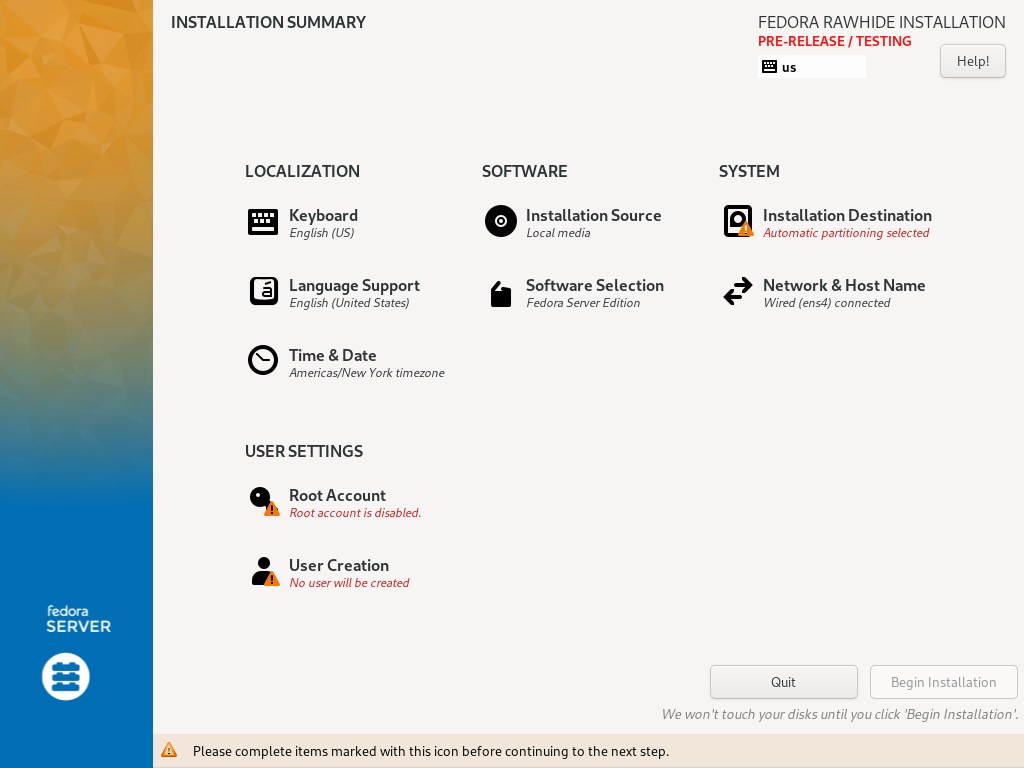 INSTALLATION SUMMARY
FEDORA RAWHIDE INSTALLATION
PRE-RELEASE / TESTING
us
Help!
LOCALIZATION
Keyboard
English (US)
Language Support
English (United States)
Time & Date
Americas/New York timezone
SOFTWARE
Installation Source
Local media
Software Selection
Fedora Server Edition
SYSTEM
Installation Destination
Automatic partitioning selected
Network & Host Name
Wired (ens4) connected
USER SETTINGS
Root Account
Root account is disabled.
User Creation
No user will be created
fedora
SERVER
Quit
Begin Installation
We won't touch your disks until you click 'Begin Installation'.
Please complete items marked with this icon before continuing to the next step.